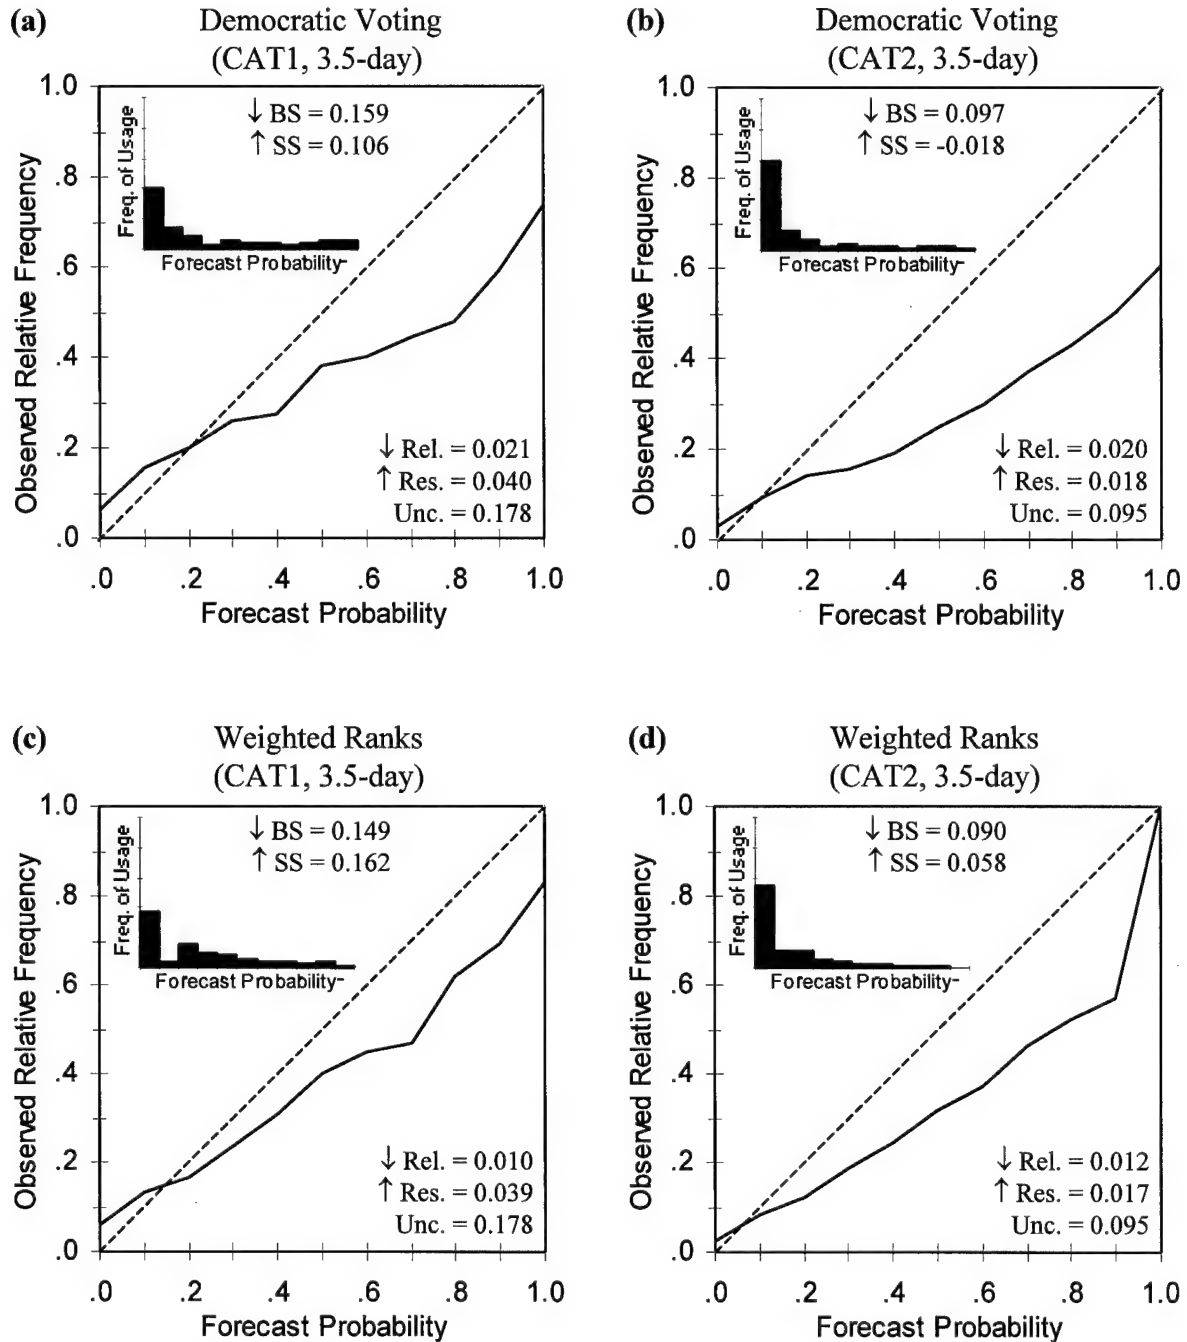 (a) Democratic Voting
(CAT1, 3.5-day)
1.0
.8
.6
.4
.2
.0
Observed Relative Frequency
Freq. of Usage
Forecast Probability
↓ BS = 0.159
↑ SS = 0.106
↓ Rel. = 0.021
↑ Res. = 0.040
Unc. = 0.178
.0 .2 .4 .6 .8 1.0
Forecast Probability
(b) Democratic Voting
(CAT2, 3.5-day)
1.0
.8
.6
.4
.2
.0
Observed Relative Frequency
Freq. of Usage
Forecast Probability
↓ BS = 0.097
↑ SS = -0.018
↓ Rel. = 0.020
↑ Res. = 0.018
Unc. = 0.095
.0 .2 .4 .6 .8 1.0
Forecast Probability
(c) Weighted Ranks
(CAT1, 3.5-day)
1.0
.8
.6
.4
.2
.0
Observed Relative Frequency
Freq. of Usage
Forecast Probability
↓ BS = 0.149
↑ SS = 0.162
↓ Rel. = 0.010
↑ Res. = 0.039
Unc. = 0.178
.0 .2 .4 .6 .8 1.0
Forecast Probability
(d) Weighted Ranks
(CAT2, 3.5-day)
1.0
.8
.6
.4
.2
.0
Observed Relative Frequency
Freq. of Usage
Forecast Probability
↓ BS = 0.090
↑ SS = 0.058
↓ Rel. = 0.012
↑ Res. = 0.017
Unc. = 0.095
.0 .2 .4 .6 .8 1.0
Forecast Probability